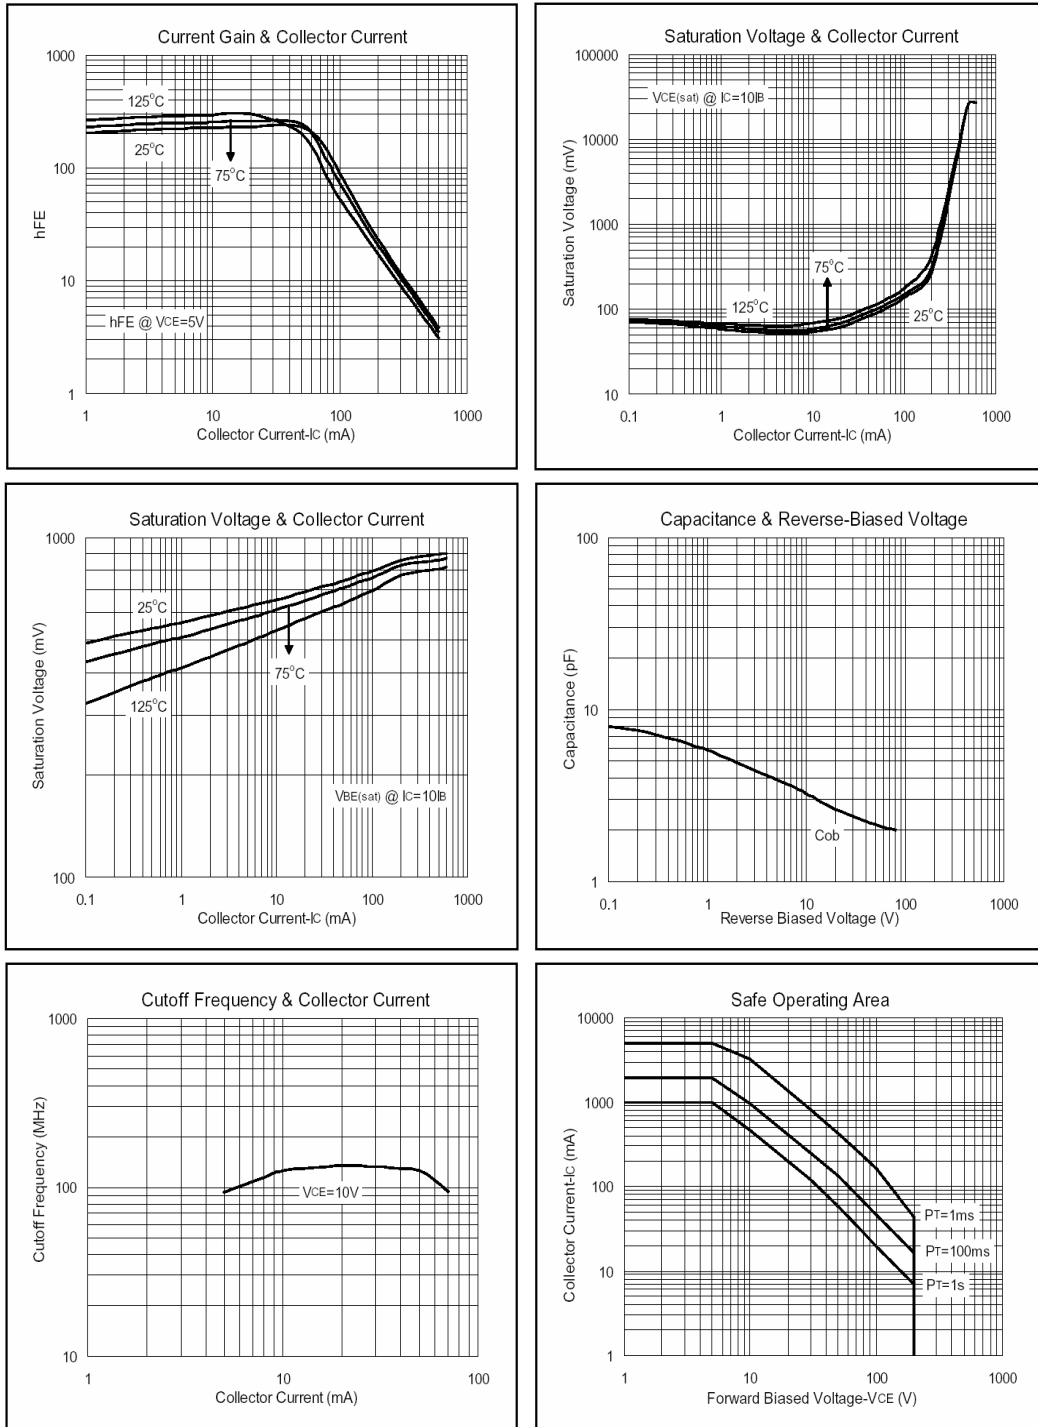 Current Gain & Collector Current
1000
100
10
1
hFE
125°C
25°C
75°C
hFE @ VCE=5V
1 10 100 1000
Collector Current-IC (mA)
Saturation Voltage & Collector Current
100000
10000
1000
100
10
Saturation Voltage (mV)
VCE(sat) @ IC=10IB
75°C
125°C
25°C
0.1 1 10 100 1000
Collector Current-IC (mA)
Saturation Voltage & Collector Current
1000
100
Saturation Voltage (mV)
25°C
75°C
125°C
VBE(sat) @ IC=10IB
0.1 1 10 100 1000
Collector Current-IC (mA)
Capacitance & Reverse-Biased Voltage
100
10
1
Capacitance (pF)
Cob
0.1 1 10 100 1000
Reverse Biased Voltage (V)
Cutoff Frequency & Collector Current
1000
100
10
Cutoff Frequency (MHz)
VCE=10V
1 10 100
Collector Current (mA)
Safe Operating Area
10000
1000
100
10
1
Collector Current-IC (mA)
PT=1ms
PT=100ms
PT=1s
1 10 100 1000
Forward Biased Voltage-VCE (V)